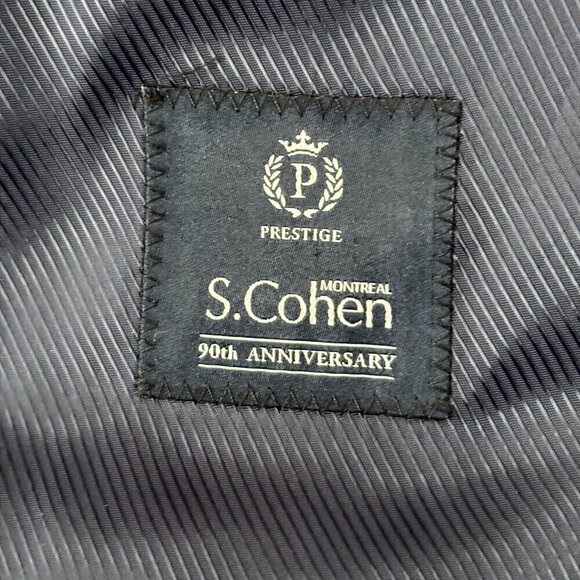 P
PRESTIGE
MONTREAL
S.Cohen
90th ANNIVERSARY